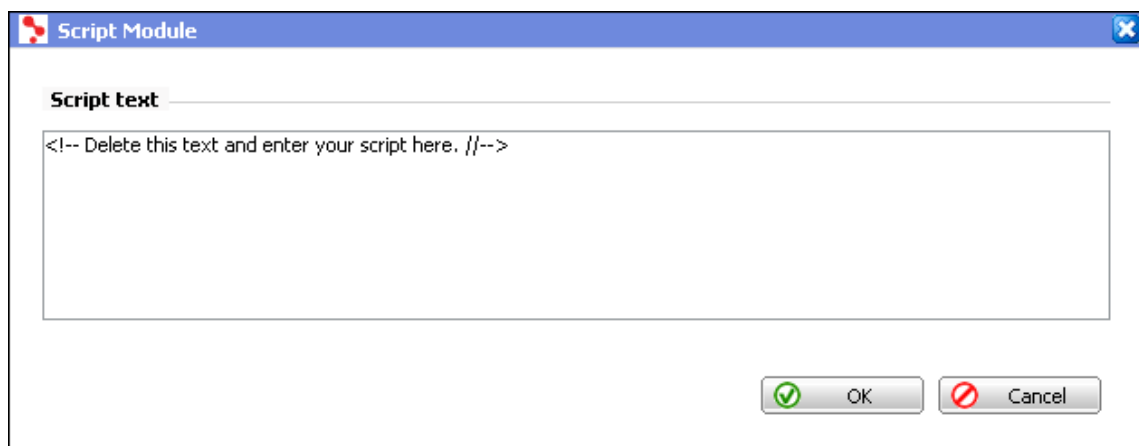 Script Module
Script text
<!-- Delete this text and enter your script here. //-->
OK
Cancel